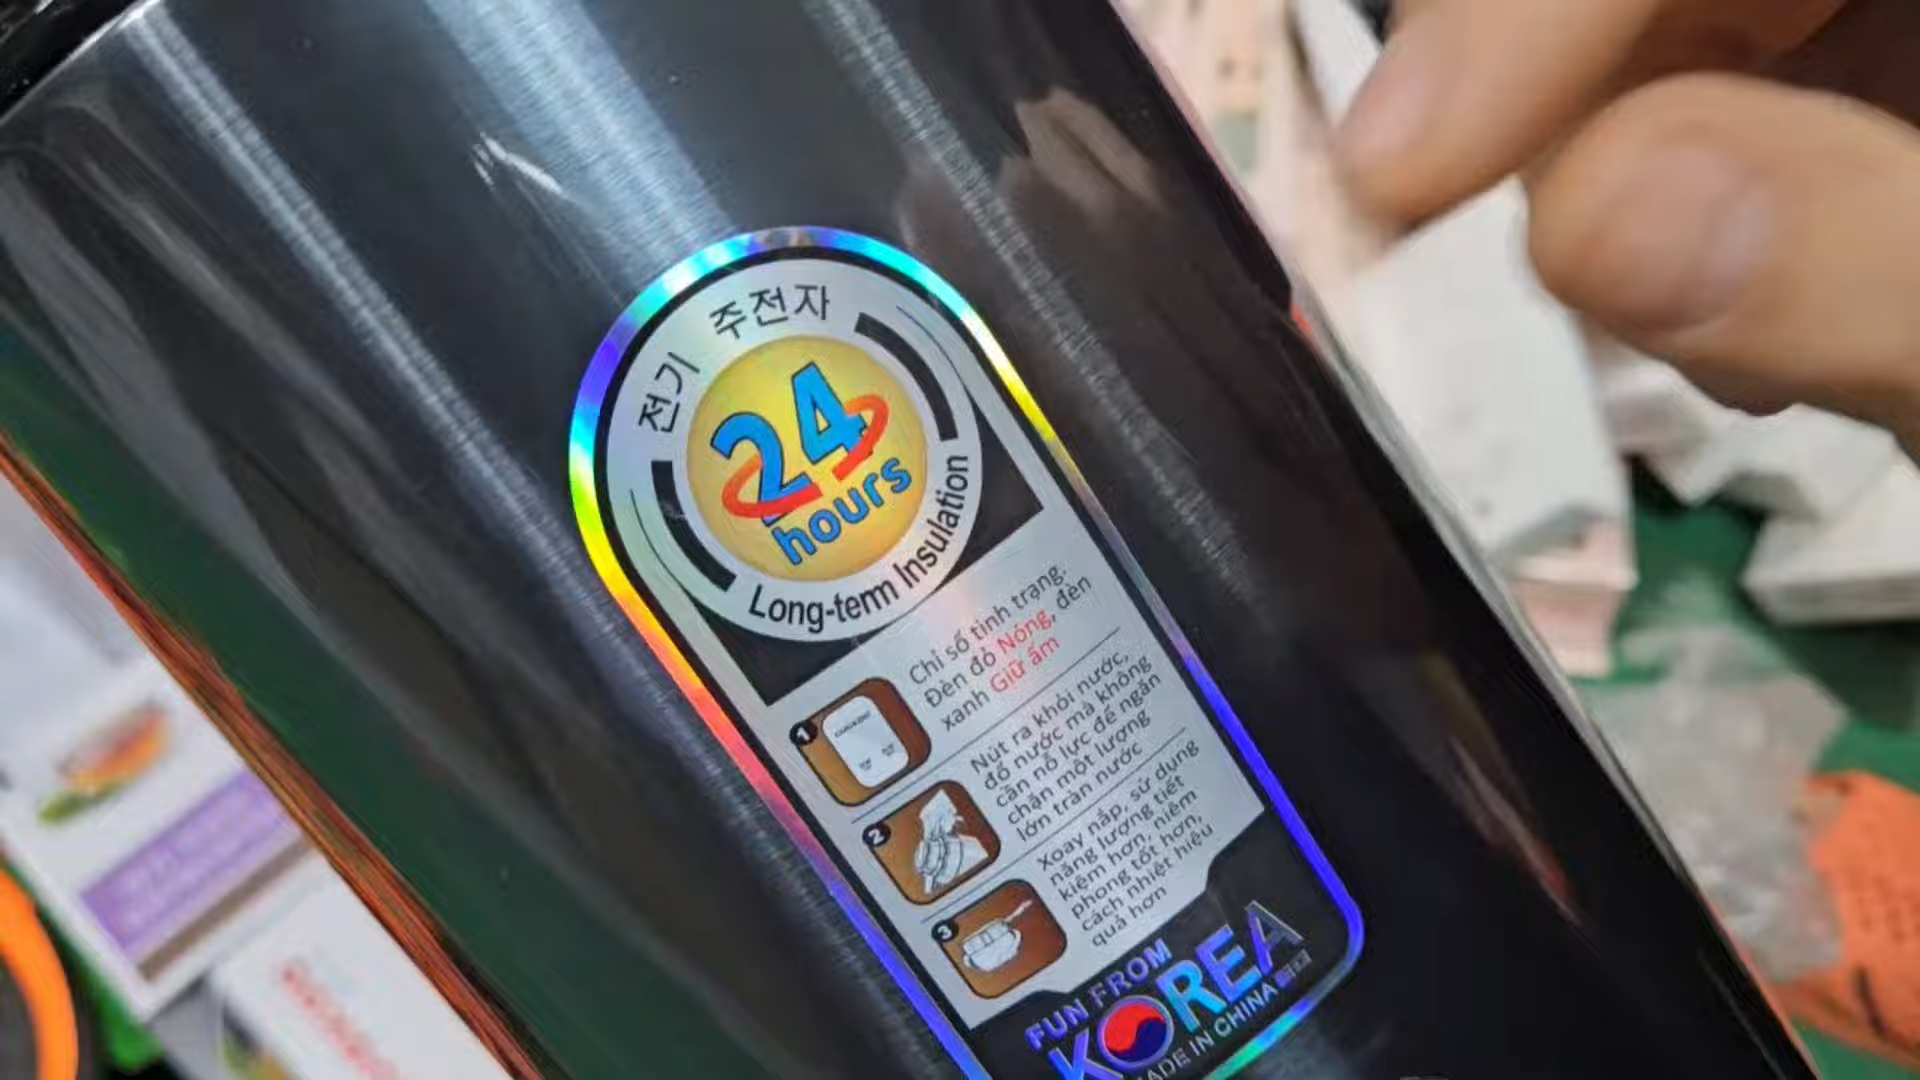 전기 주전자
24
hours
Long-term Insulation
1
Chỉ số tình trạng.
Đèn đỏ Nóng, đèn
xanh Giữ ấm
2
Nút ra khỏi nước,
đổ nước mà không
cần nỗ lực để ngăn
chặn một lượng
lớn tràn nước
3
Xoay nắp, sử dụng
năng lượng tiết
kiệm hơn, niêm
phong tốt hơn,
cách nhiệt hiệu
quả hơn
FUN FROM
KOREA
MADE IN CHINA